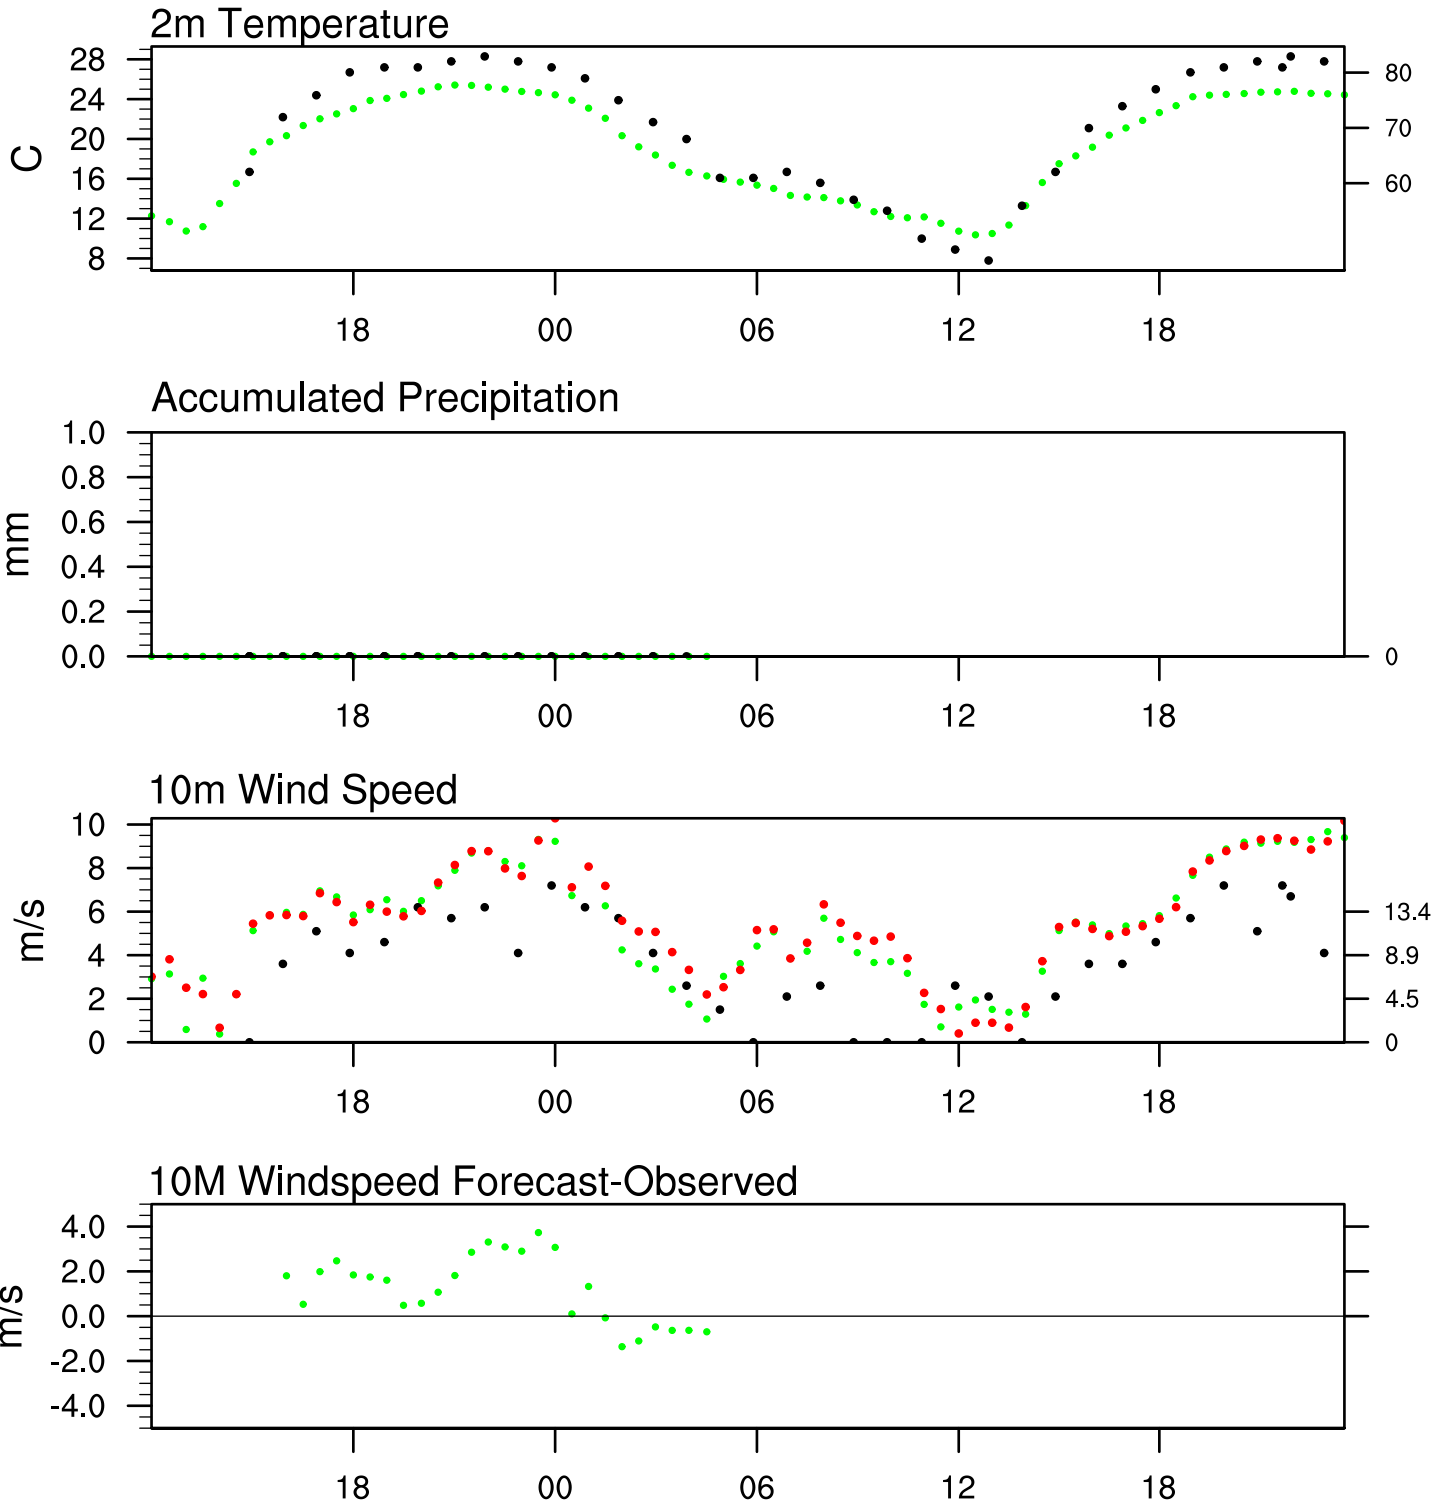 2m Temperature
28
24
20
16
12
8
C
80
70
60
18 00 06 12 18
Accumulated Precipitation
1.0
0.8
0.6
0.4
0.2
0.0
mm
0
18 00 06 12 18
10m Wind Speed
10
8
6
4
2
0
m/s
13.4
8.9
4.5
0
18 00 06 12 18
10M Windspeed Forecast-Observed
4.0
2.0
0.0
-2.0
-4.0
m/s
18 00 06 12 18